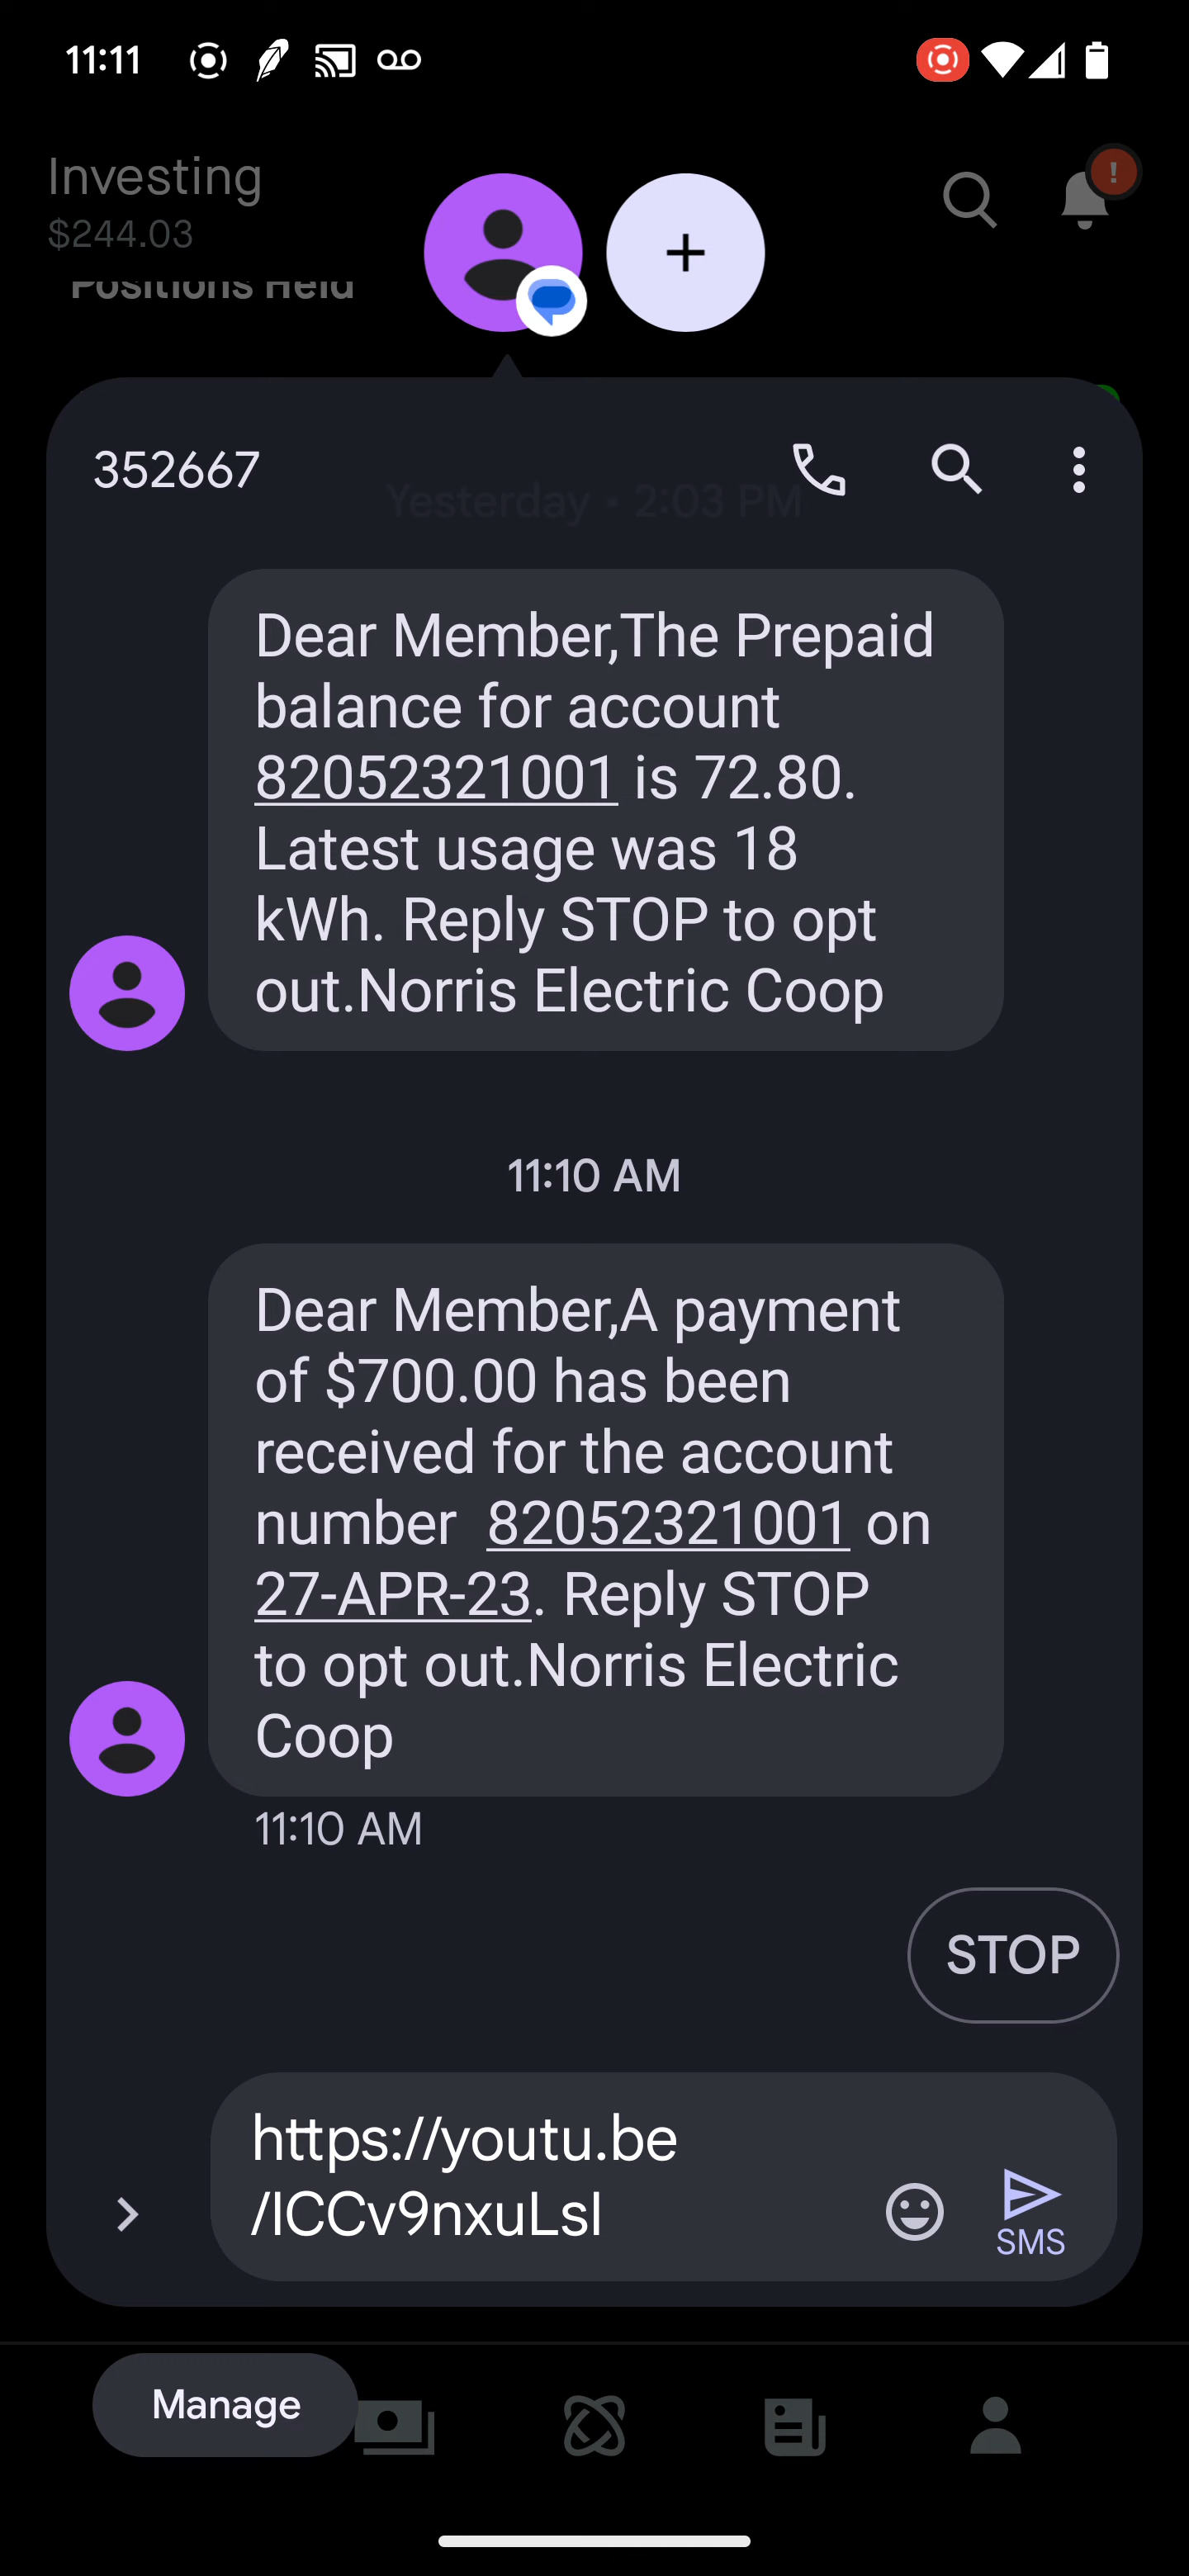 11:11
Investing
$244.03
Positions Held
!
+
352667
Yesterday • 2:03 PM
Dear Member,The Prepaid
balance for account
82052321001 is 72.80.
Latest usage was 18
kWh. Reply STOP to opt
out.Norris Electric Coop
11:10 AM
Dear Member,A payment
of $700.00 has been
received for the account
number  82052321001 on
27-APR-23. Reply STOP
to opt out.Norris Electric
Coop
11:10 AM
STOP
https://youtu.be
/lCCv9nxuLsI
SMS
Manage